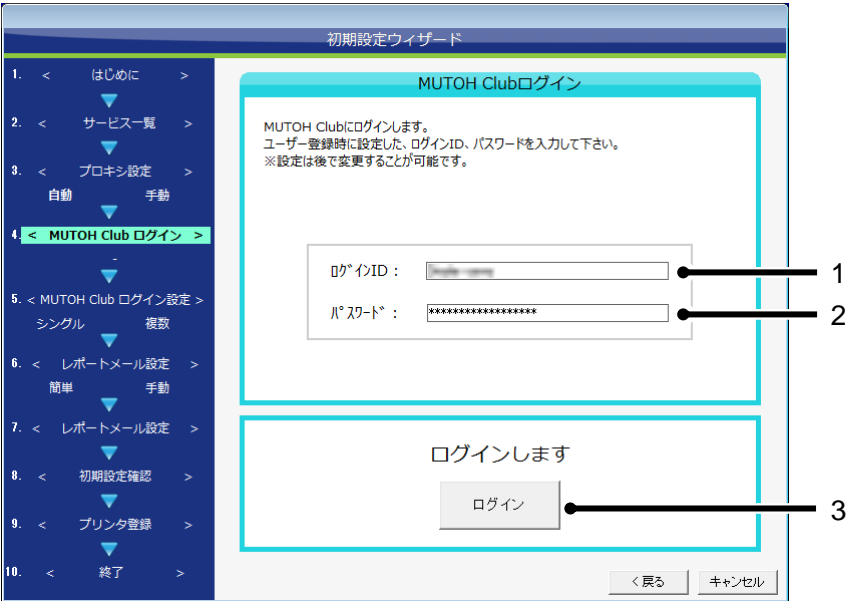 初期設定ウィザード
1. < はじめに >
2. < サービス一覧 >
3. < プロキシ設定 >
自動 手動
4. < MUTOH Club ログイン >
-
5. < MUTOH Club ログイン設定 >
シングル 複数
6. < レポートメール設定 >
簡単 手動
7. < レポートメール設定 >
8. < 初期設定確認 >
9. < プリンタ登録 >
10. < 終了 >
MUTOH Clubログイン
MUTOH Clubにログインします。
ユーザー登録時に設定した、ログインID、パスワードを入力して下さい。
※設定は後で変更することが可能です。
ﾛｸﾞｲﾝID：
1
ﾊﾟｽﾜｰﾄﾞ： ******************
2
ログインします
ログイン
3
＜戻る キャンセル